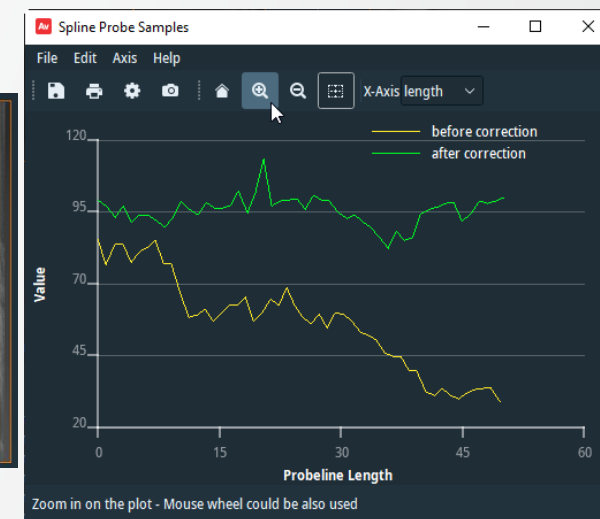 Av Spline Probe Samples
File Edit Axis Help
X-Axis length
before correction
after correction
120
95
70
45
20
Value
0 15 30 45 60
Probeline Length
Zoom in on the plot - Mouse wheel could be also used